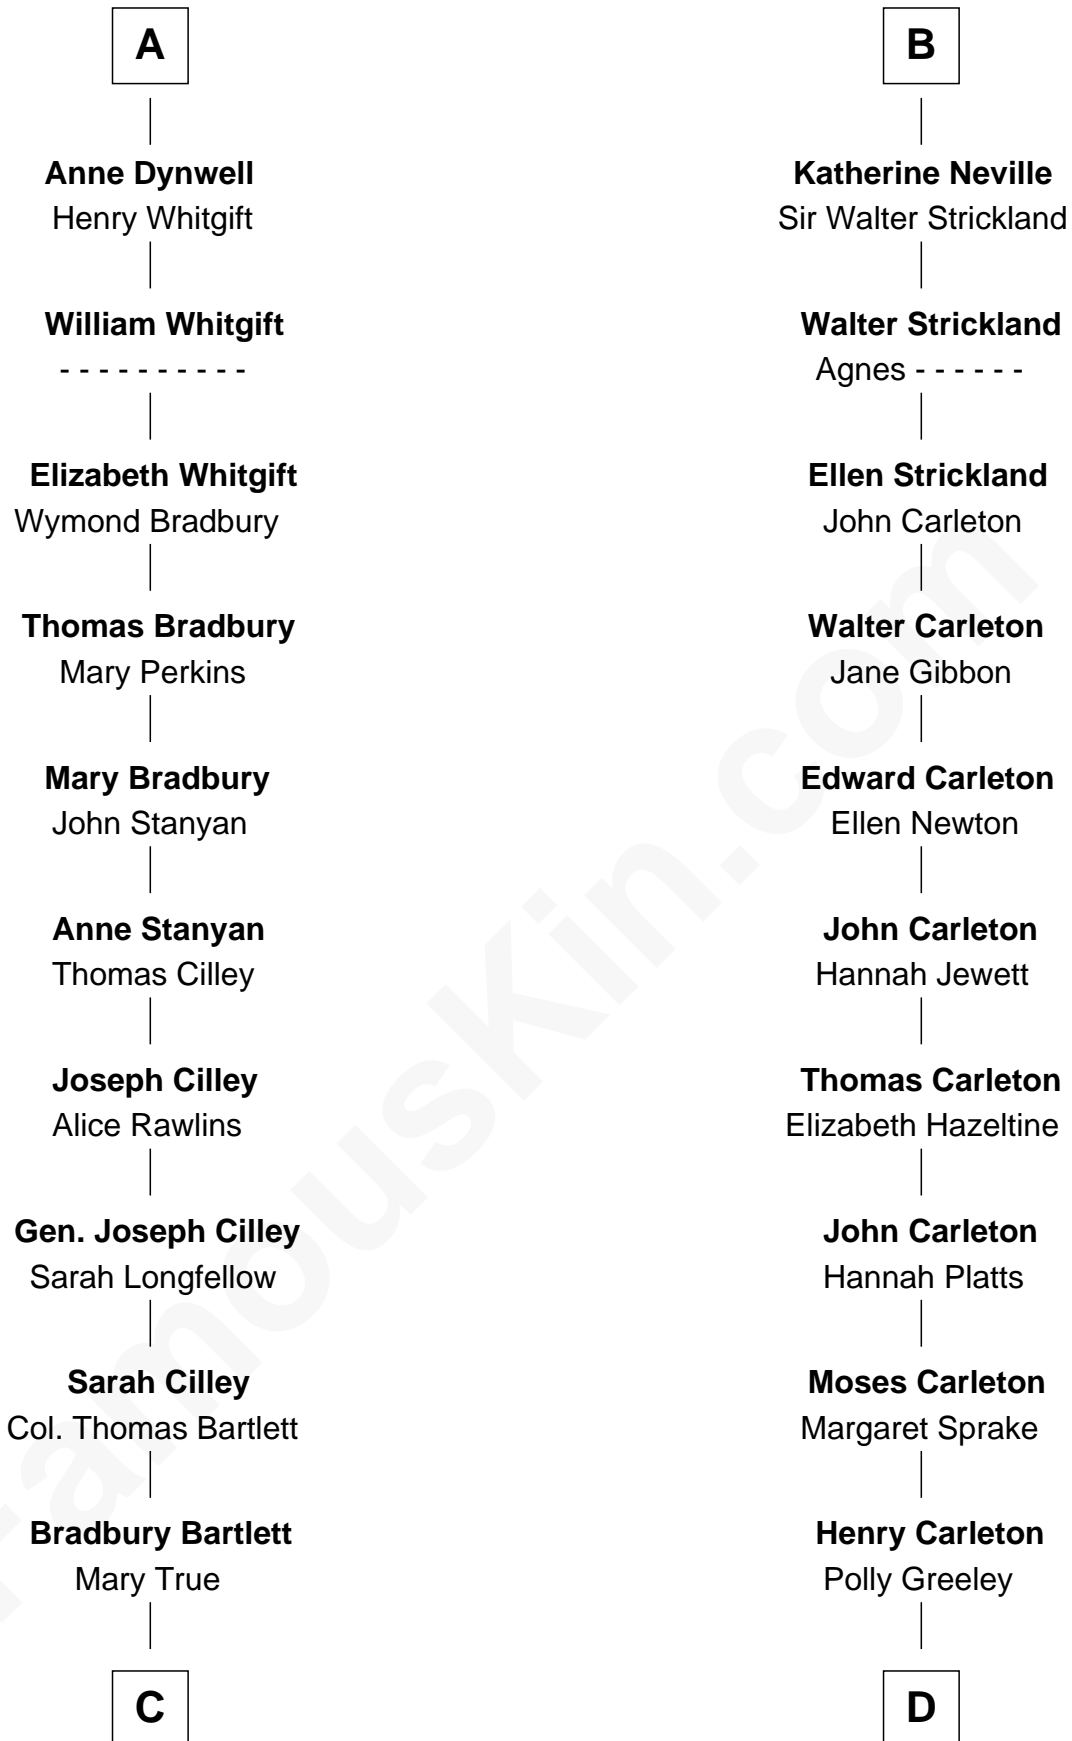 A
Anne Dynwell
Henry Whitgift
William Whitgift
- - - - - - - - - -
Elizabeth Whitgift
Wymond Bradbury
Thomas Bradbury
Mary Perkins
Mary Bradbury
John Stanyan
Anne Stanyan
Thomas Cilley
Joseph Cilley
Alice Rawlins
Gen. Joseph Cilley
Sarah Longfellow
Sarah Cilley
Col. Thomas Bartlett
Bradbury Bartlett
Mary True
C
B
Katherine Neville
Sir Walter Strickland
Walter Strickland
Agnes - - - - - -
Ellen Strickland
John Carleton
Walter Carleton
Jane Gibbon
Edward Carleton
Ellen Newton
John Carleton
Hannah Jewett
Thomas Carleton
Elizabeth Hazeltine
John Carleton
Hannah Platts
Moses Carleton
Margaret Sprake
Henry Carleton
Polly Greeley
D
FamousKin.com